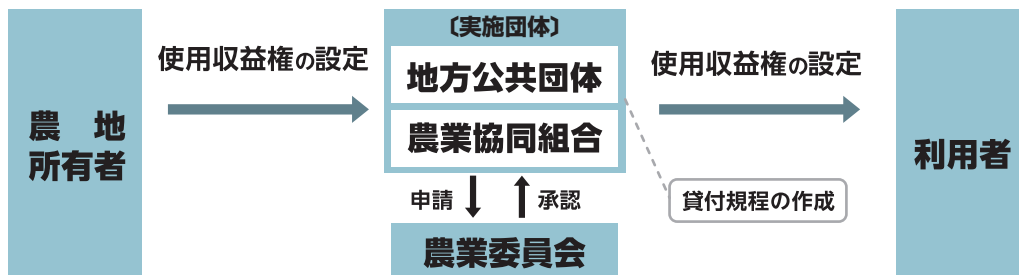 農　地
所有者
使用収益権の設定
〔実施団体〕
地方公共団体
農業協同組合
申請
承認
農業委員会
使用収益権の設定
貸付規程の作成
利用者